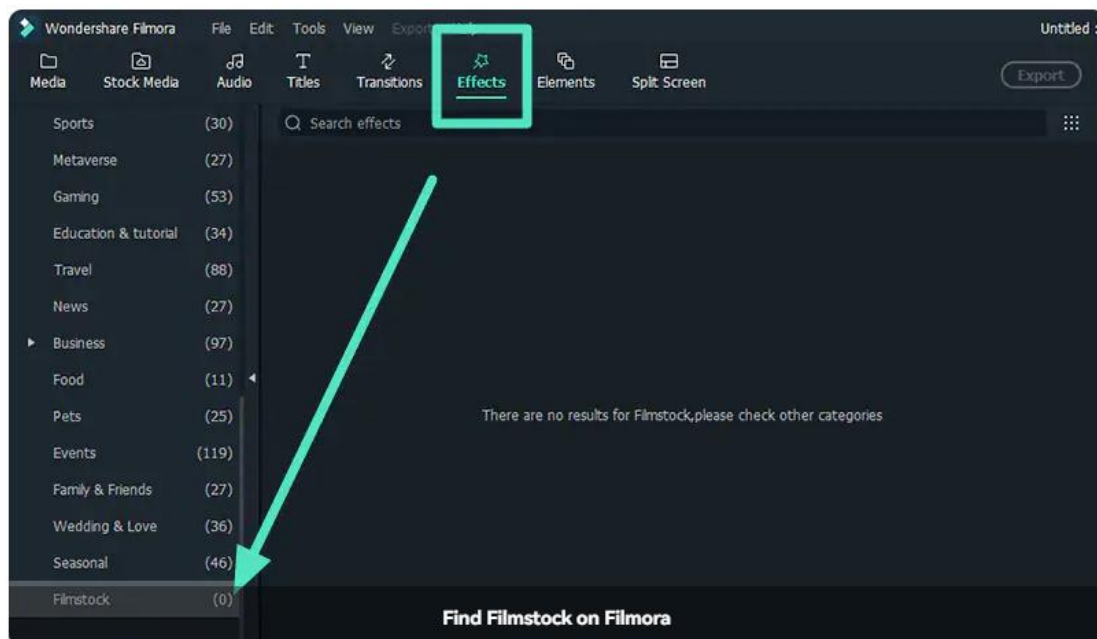 Wondershare Filmora File Edit Tools View Export Help Untitled :
Media Stock Media Audio Titles Transitions Effects Elements Split Screen Export
Sports (30) Search effects
Metaverse (27)
Gaming (53)
Education & tutorial (34)
Travel (88)
News (27)
Business (97)
Food (11)
Pets (25) There are no results for Filmstock,please check other categories
Events (119)
Family & Friends (27)
Wedding & Love (36)
Seasonal (46)
Filmstock (0)
Find Filmstock on Filmora